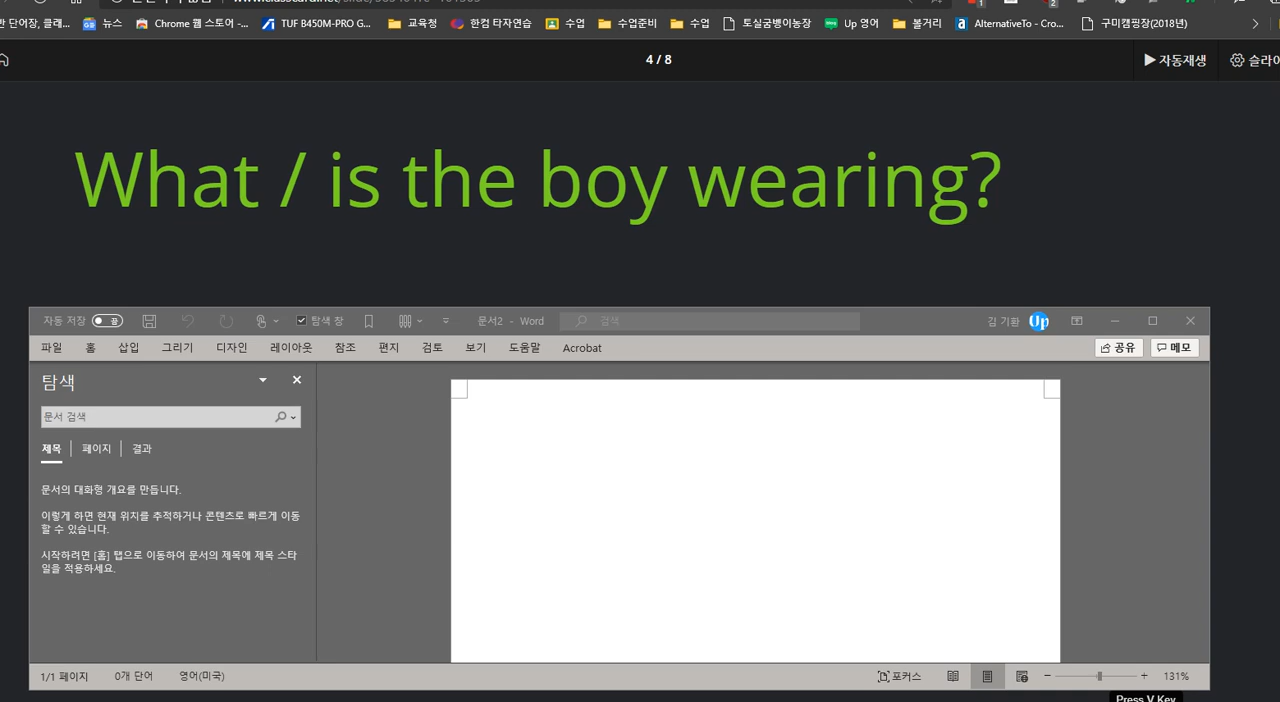 단어장, 클래...
뉴스
Chrome 웹 스토어 -...
TUF B450M-PRO G...
교육청
한컴 타자연습
수업
수업준비
수업
토실금뱅이농장
Up 영어
볼거리
AlternativeTo - Cro...
구미캠핑장(2018년)
4 / 8
자동재생
What / is the boy wearing?
자동 저장
끔
탐색 창
문서2 - Word
검색
김 기환
Up
파일 홈 삽입 그리기 디자인 레이아웃 참조 편지 검토 보기 도움말 Acrobat
공유
메모
탐색
문서 검색
제목 페이지 결과
문서의 대화형 개요를 만듭니다.
이렇게 하면 현재 위치를 추적하거나 콘텐츠로 빠르게 이동
할 수 있습니다.
시작하려면 [홈] 탭으로 이동하여 문서의 제목에 제목 스타
일을 적용하세요.
1/1 페이지 0개 단어 영어(미국)
포커스
131%
Press V Key